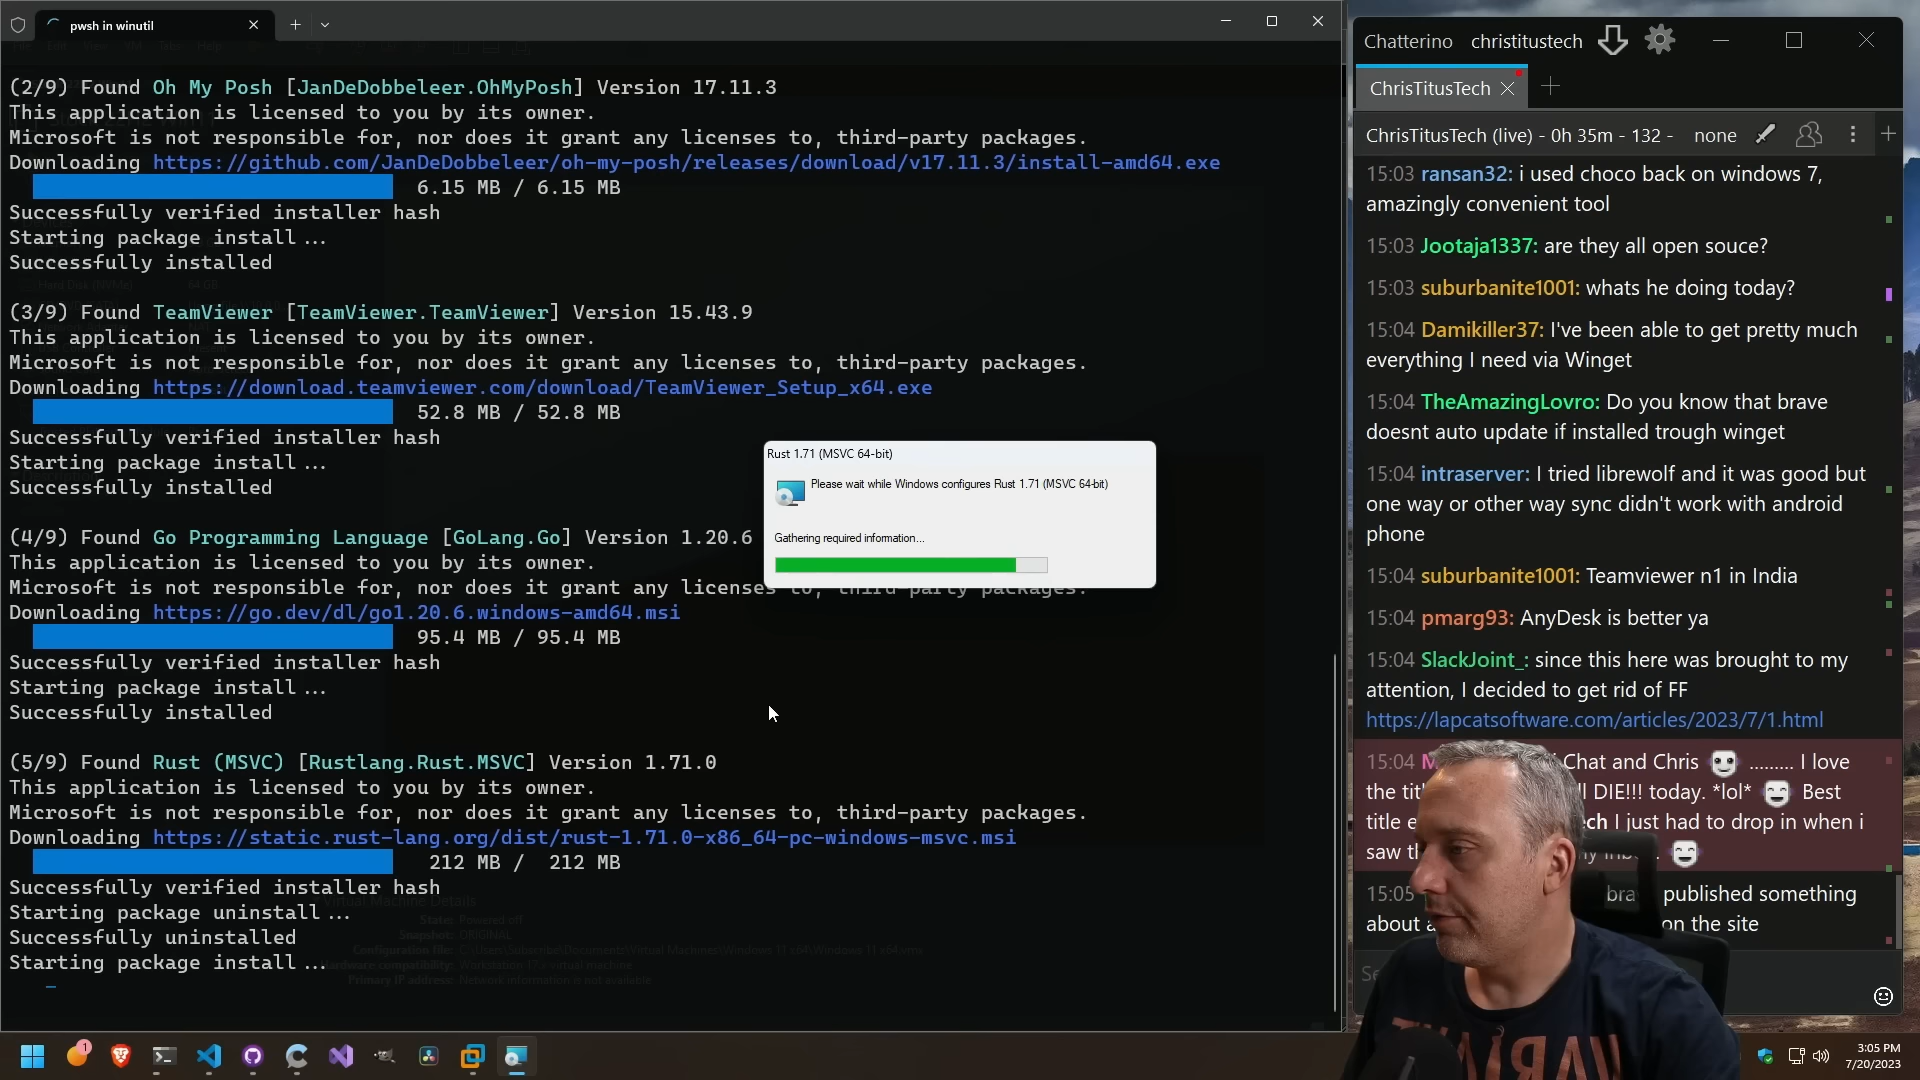 pwsh in winutil
(2/9) Found Oh My Posh [JanDeDobbeleer.OhMyPosh] Version 17.11.3
This application is licensed to you by its owner.
Microsoft is not responsible for, nor does it grant any licenses to, third-party packages.
Downloading https://github.com/JanDeDobbeleer/oh-my-posh/releases/download/v17.11.3/install-amd64.exe
6.15 MB / 6.15 MB
Successfully verified installer hash
Starting package install...
Successfully installed
(3/9) Found TeamViewer [TeamViewer.TeamViewer] Version 15.43.9
This application is licensed to you by its owner.
Microsoft is not responsible for, nor does it grant any licenses to, third-party packages.
Downloading https://download.teamviewer.com/download/TeamViewer_Setup_x64.exe
52.8 MB / 52.8 MB
Successfully verified installer hash
Starting package install...
Successfully installed
(4/9) Found Go Programming Language [GoLang.Go] Version 1.20.6
This application is licensed to you by its owner.
Microsoft is not responsible for, nor does it grant any licenses to, third-party packages.
Downloading https://go.dev/dl/go1.20.6.windows-amd64.msi
95.4 MB / 95.4 MB
Successfully verified installer hash
Starting package install...
Successfully installed
(5/9) Found Rust (MSVC) [Rustlang.Rust.MSVC] Version 1.71.0
This application is licensed to you by its owner.
Microsoft is not responsible for, nor does it grant any licenses to, third-party packages.
Downloading https://static.rust-lang.org/dist/rust-1.71.0-x86_64-pc-windows-msvc.msi
212 MB / 212 MB
Successfully verified installer hash
Starting package uninstall...
Successfully uninstalled
Starting package install...
Virtual Machine Details
State: Powered off
Snapshot: ORIGINAL
Network information is not available
Rust 1.71 (MSVC 64-bit)
Please wait while Windows configures Rust 1.71 (MSVC 64-bit)
Gathering required information...
Chatterino christitustech
ChrisTitusTech
ChrisTitusTech (live) - 0h 35m - 132 - none
15:03 ransan32: i used choco back on windows 7,
amazingly convenient tool
15:03 Jootaja1337: are they all open souce?
15:03 suburbanite1001: whats he doing today?
15:04 Damikiller37: I've been able to get pretty much
everything I need via Winget
15:04 TheAmazingLovro: Do you know that brave
doesnt auto update if installed trough winget
15:04 intraserver: I tried librewolf and it was good but
one way or other way sync didn't work with android
phone
15:04 suburbanite1001: Teamviewer n1 in India
15:04 pmarg93: AnyDesk is better ya
15:04 SlackJoint_: since this here was brought to my
attention, I decided to get rid of FF
https://lapcatsoftware.com/articles/2023/7/1.html
15:04 Chat and Chris ......... I love
the DIE!!! today. *lol* Best
title I just had to drop in when i
saw
15:05 published something
about on the site
1
3:05 PM
7/20/2023